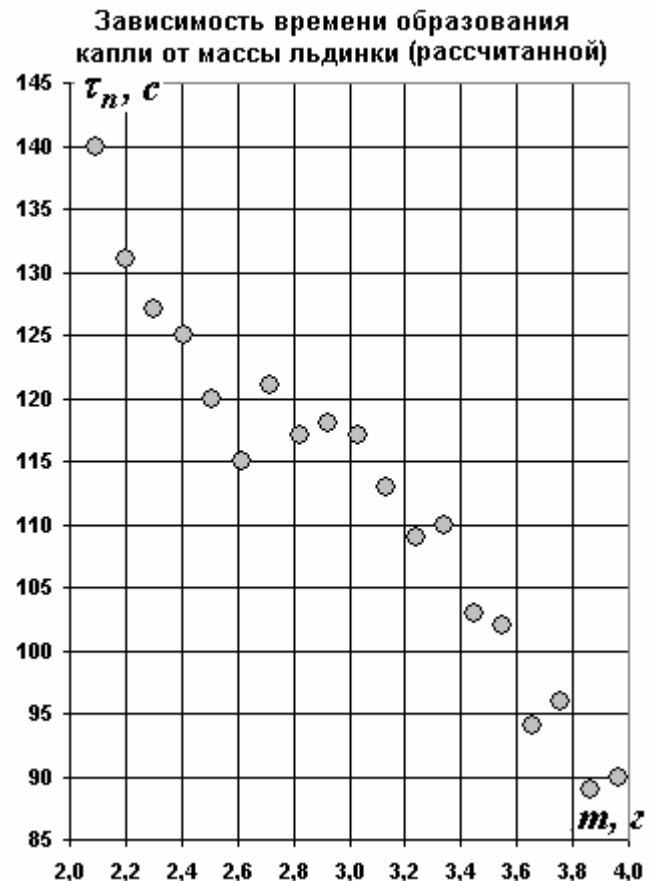 Зависимость времени образования
капли от массы льдинки (рассчитанной)
145
τn, c
140
135
130
125
120
115
110
105
100
95
90
m, г
85
2,0 2,2 2,4 2,6 2,8 3,0 3,2 3,4 3,6 3,8 4,0